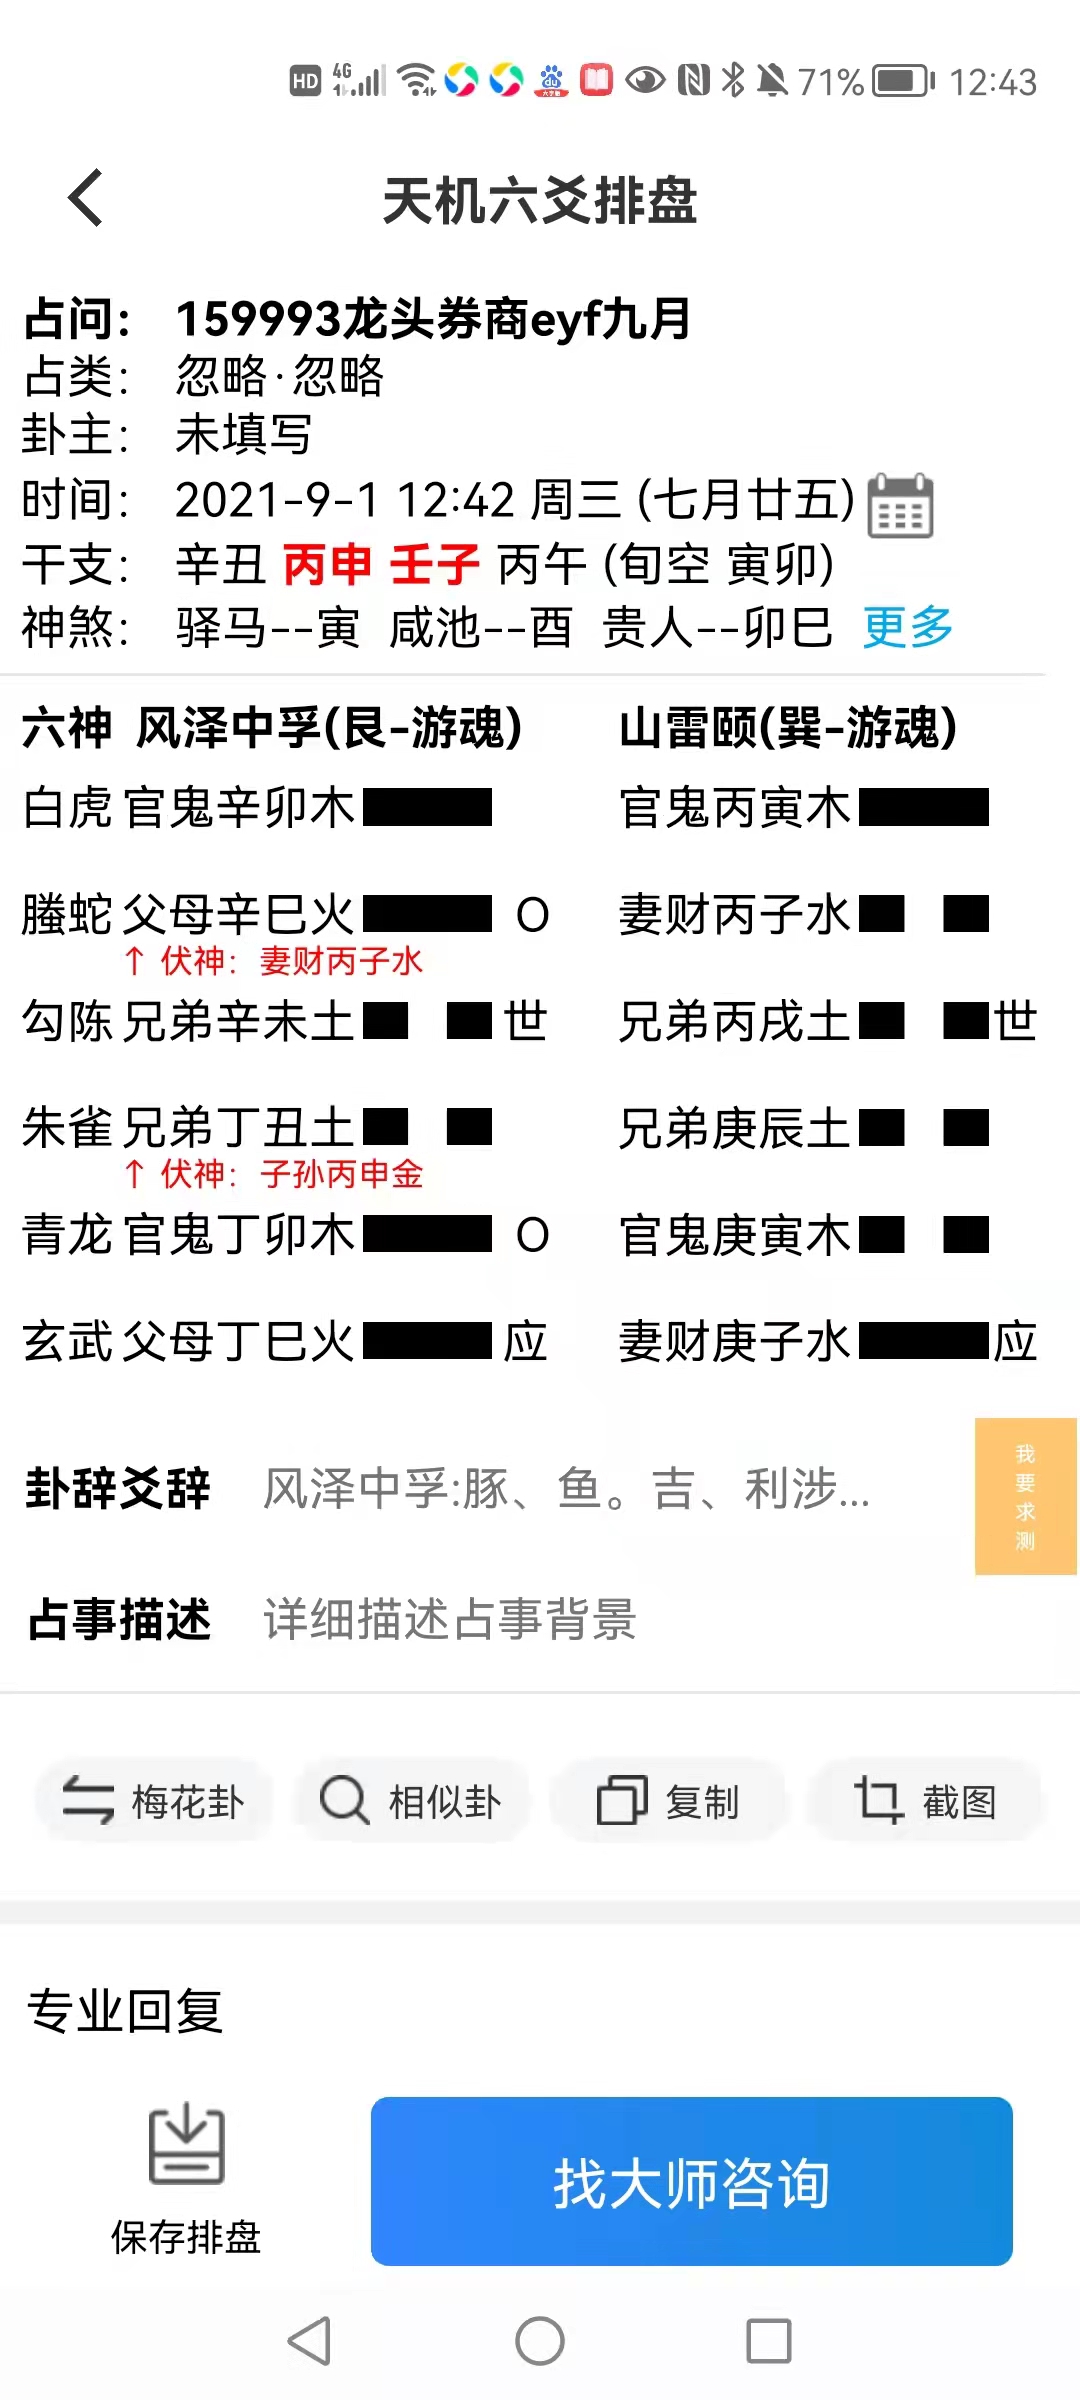 HD 4G 71% 12:43
天机六爻排盘
占问： 159993龙头券商eyf九月
占类： 忽略·忽略
卦主： 未填写
时间： 2021-9-1 12:42 周三 (七月廿五)
干支： 辛丑 丙申 壬子 丙午 (旬空 寅卯)
神煞： 驿马--寅 咸池--酉 贵人--卯巳 更多
六神 风泽中孚(艮-游魂) 山雷颐(巽-游魂)
白虎 官鬼辛卯木 官鬼丙寅木
螣蛇 父母辛巳火 O 妻财丙子水
↑ 伏神：妻财丙子水
勾陈 兄弟辛未土 世 兄弟丙戌土 世
朱雀 兄弟丁丑土 兄弟庚辰土
↑ 伏神：子孙丙申金
青龙 官鬼丁卯木 O 官鬼庚寅木
玄武 父母丁巳火 应 妻财庚子水 应
卦辞爻辞 风泽中孚:豚、鱼。吉、利涉...
我要求测
占事描述 详细描述占事背景
梅花卦 相似卦 复制 截图
专业回复
保存排盘 找大师咨询